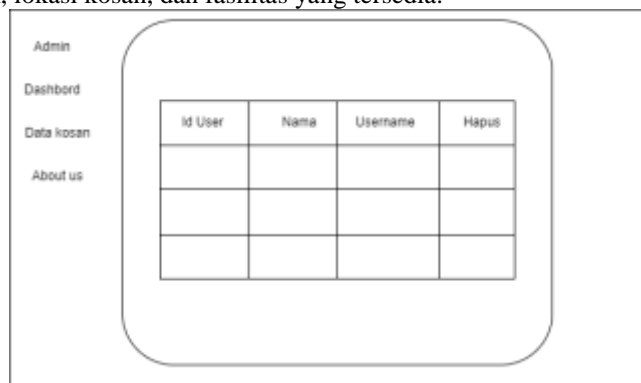 lokasi kosan, dan fasilitas yang tersedia.
Admin
Dashbord
Data kosan
About us
Id User Nama Username Hapus